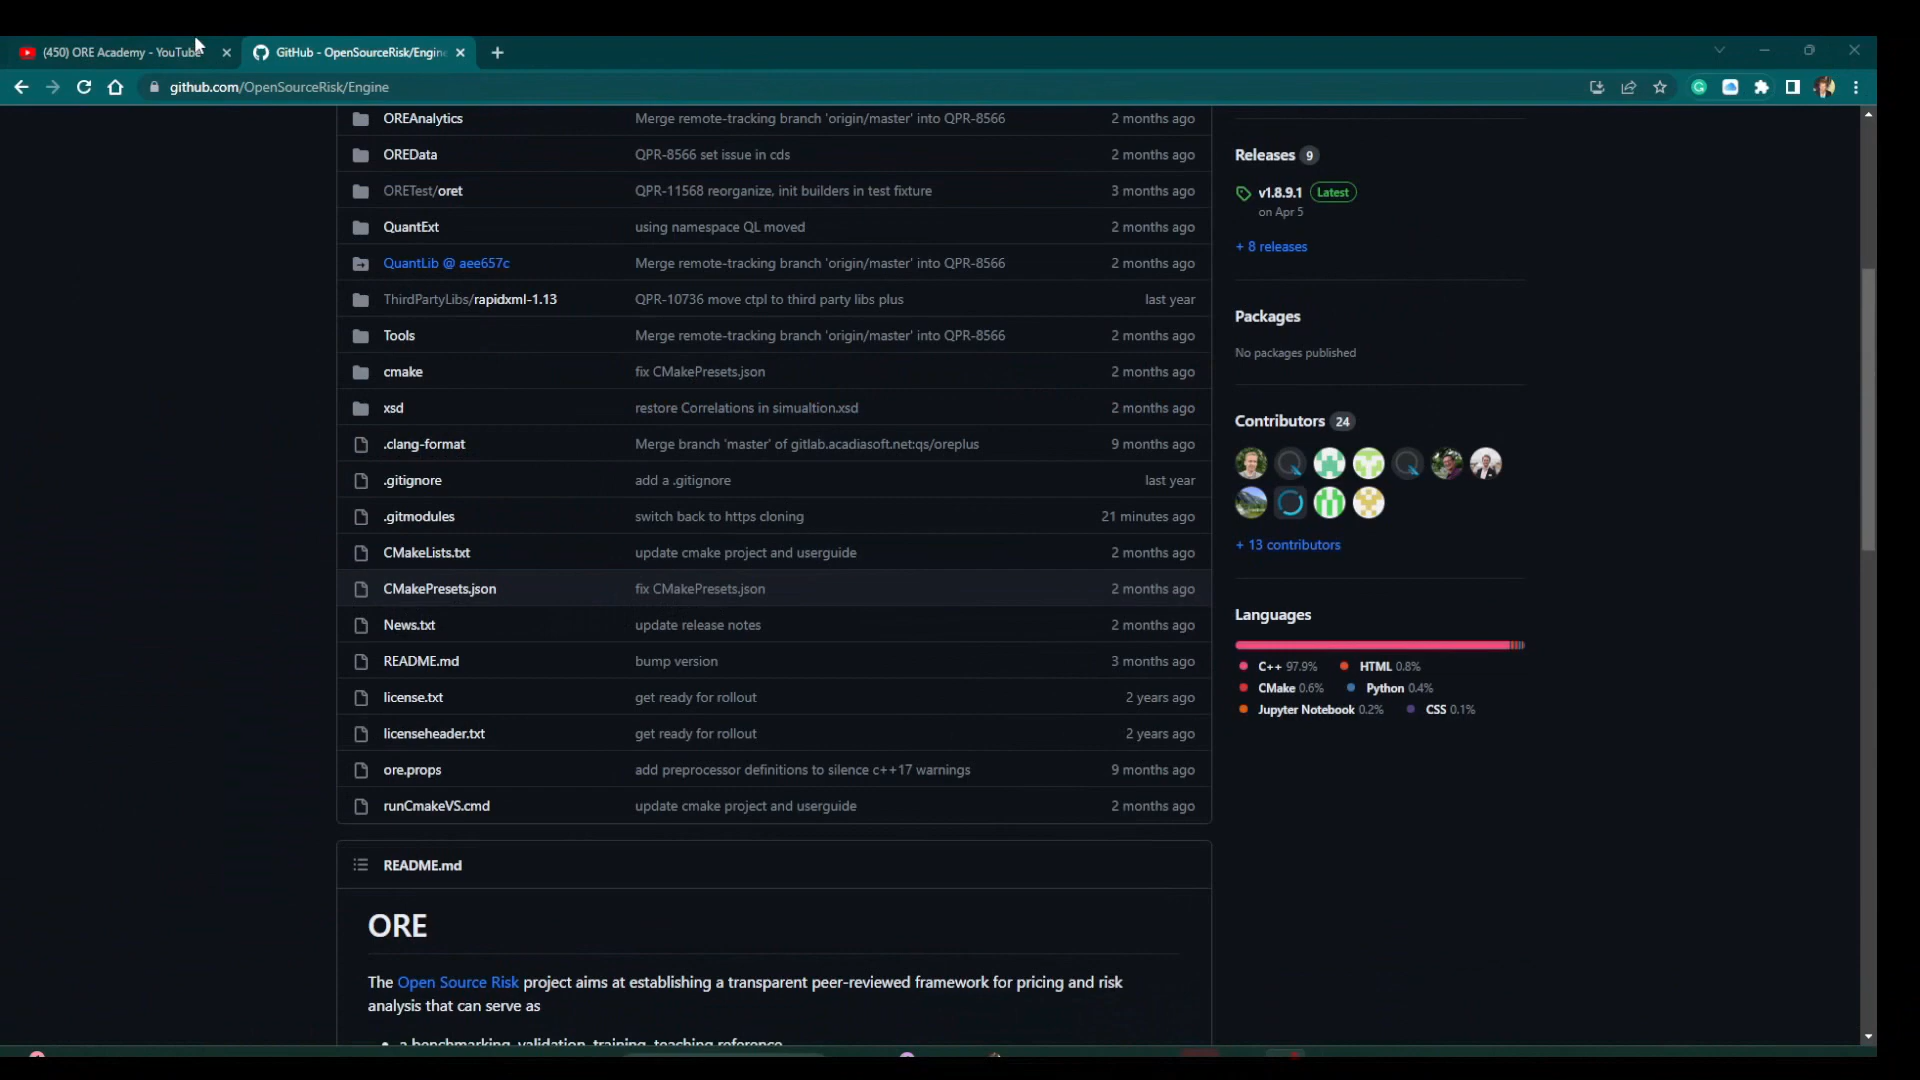 (450) ORE Academy - YouTube
GitHub - OpenSourceRisk/Engine
github.com/OpenSourceRisk/Engine
OREAnalytics Merge remote-tracking branch 'origin/master' into QPR-8566 2 months ago
OREData QPR-8566 set issue in cds 2 months ago
ORETest/oret QPR-11568 reorganize, init builders in test fixture 3 months ago
QuantExt using namespace QL moved 2 months ago
QuantLib @ aee657c Merge remote-tracking branch 'origin/master' into QPR-8566 2 months ago
ThirdPartyLibs/rapidxml-1.13 QPR-10736 move ctpl to third party libs plus last year
Tools Merge remote-tracking branch 'origin/master' into QPR-8566 2 months ago
cmake fix CMakePresets.json 2 months ago
xsd restore Correlations in simualtion.xsd 2 months ago
.clang-format Merge branch 'master' of gitlab.acadiasoft.net:qs/oreplus 9 months ago
.gitignore add a .gitignore last year
.gitmodules switch back to https cloning 21 minutes ago
CMakeLists.txt update cmake project and userguide 2 months ago
CMakePresets.json fix CMakePresets.json 2 months ago
News.txt update release notes 2 months ago
README.md bump version 3 months ago
license.txt get ready for rollout 2 years ago
licenseheader.txt get ready for rollout 2 years ago
ore.props add preprocessor definitions to silence c++17 warnings 9 months ago
runCmakeVS.cmd update cmake project and userguide 2 months ago
README.md
ORE
The Open Source Risk project aims at establishing a transparent peer-reviewed framework for pricing and risk
analysis that can serve as
a benchmarking, validation, training, teaching reference
Releases 9
v1.8.9.1 Latest
on Apr 5
+ 8 releases
Packages
No packages published
Contributors 24
+ 13 contributors
Languages
C++ 97.9% HTML 0.8%
CMake 0.6% Python 0.4%
Jupyter Notebook 0.2% CSS 0.1%